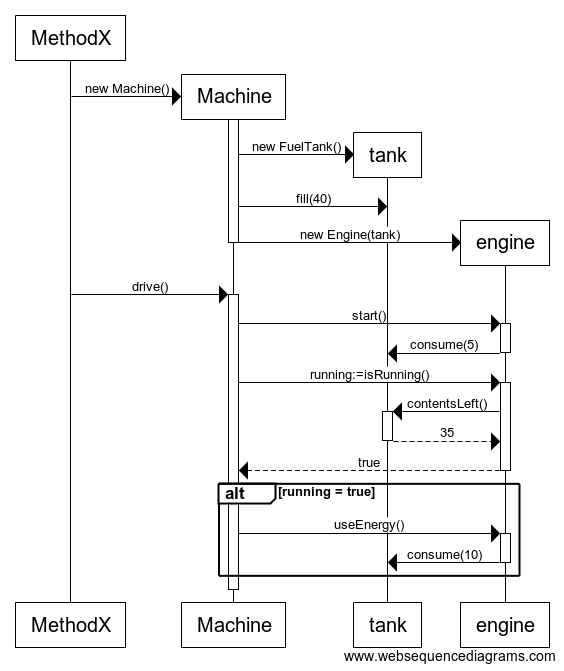 MethodX
new Machine()
Machine
new FuelTank()
tank
fill(40)
new Engine(tank)
engine
drive()
start()
consume(5)
running:=isRunning()
contentsLeft()
35
true
alt [running = true]
useEnergy()
consume(10)
MethodX Machine tank engine
www.websequencediagrams.com